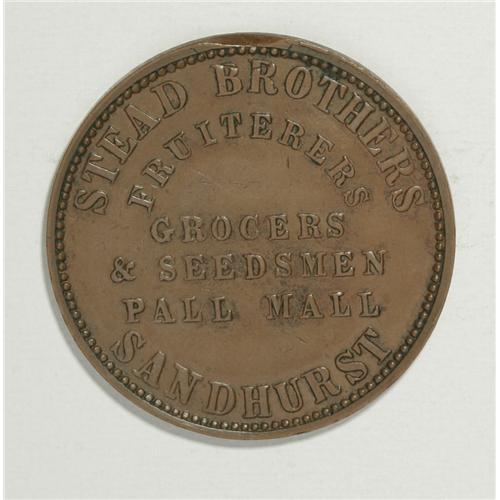 STEAD BROTHERS
FRUITERERS
GROCERS
& SEEDSMEN
PALL MALL
SANDHURST